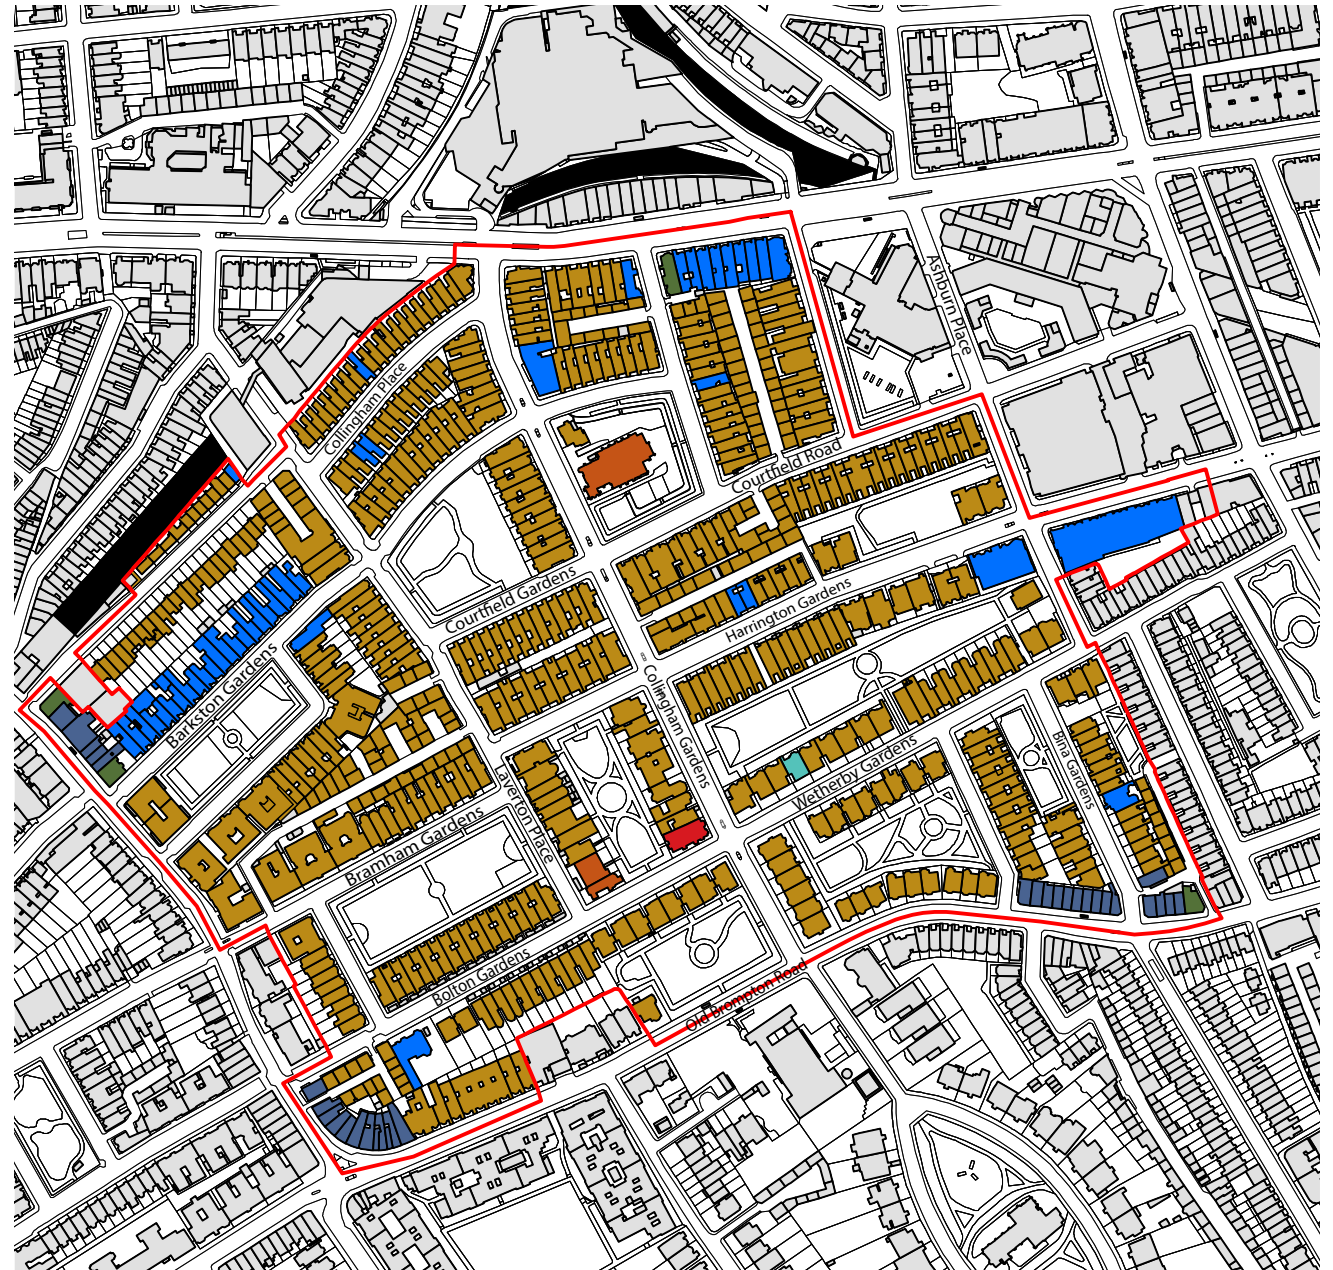 Ashburn Place
Collingham Place
Courtfield Road
Courtfield Gardens
Harrington Gardens
Barkston Gardens
Collingham Gardens
Bina Gardens
Wetherby Gardens
Laverton Place
Bramham Gardens
Bolton Gardens
Old Brompton Road